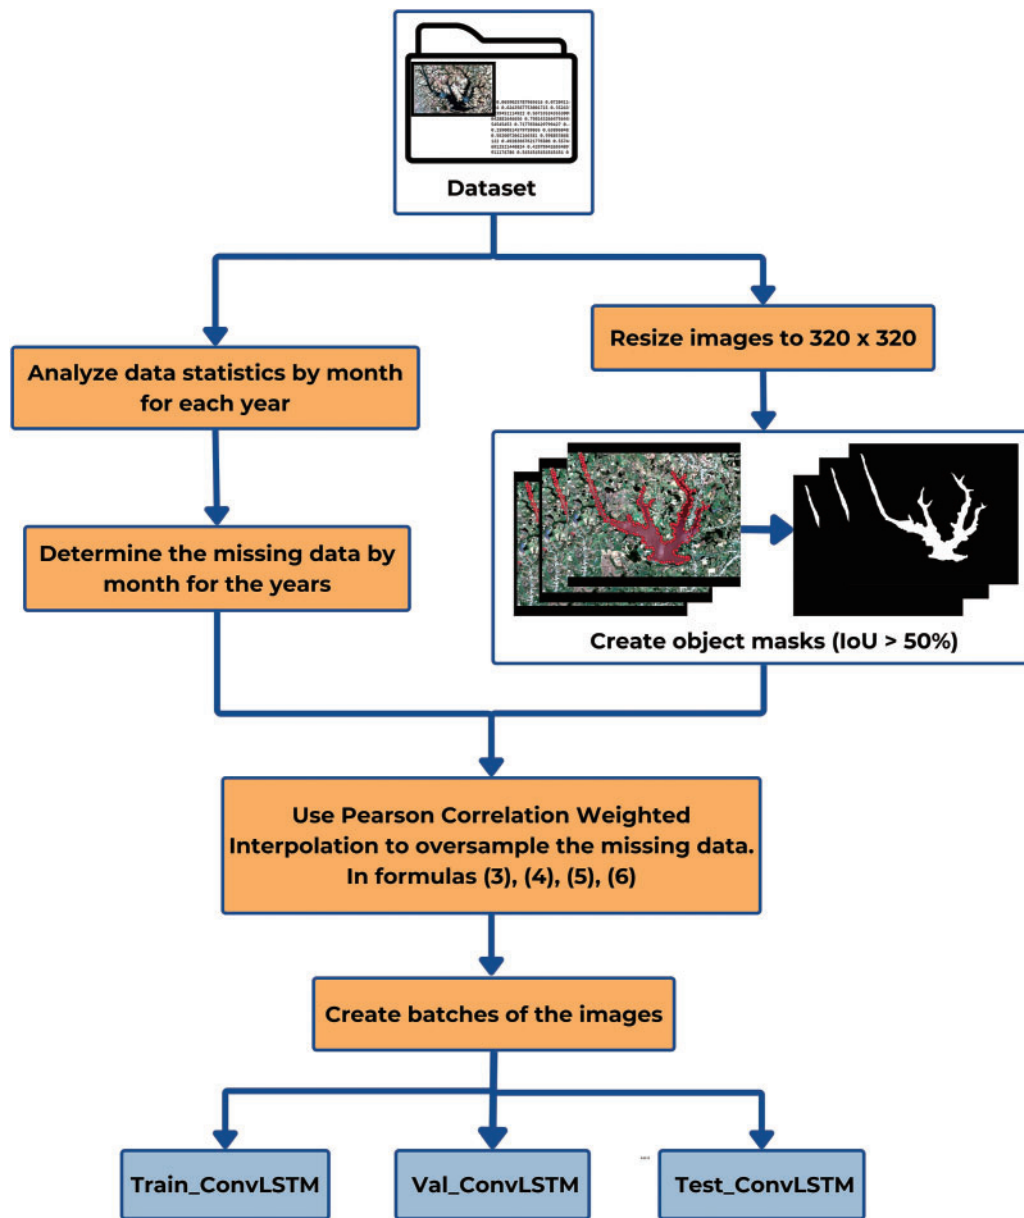 Dataset
Resize images to 320 x 320
Analyze data statistics by month
for each year
Determine the missing data by
month for the years
Create object masks (IoU > 50%)
Use Pearson Correlation Weighted
Interpolation to oversample the missing data.
In formulas (3), (4), (5), (6)
Create batches of the images
Train_ConvLSTM
Val_ConvLSTM
Test_ConvLSTM